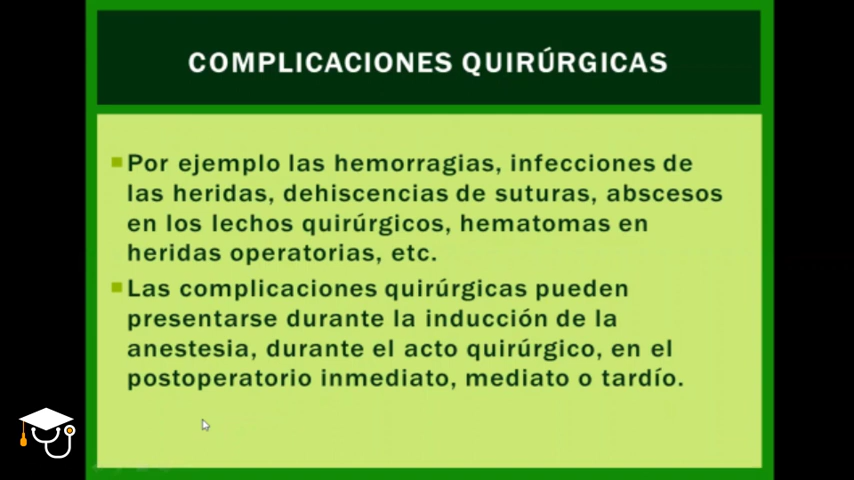 COMPLICACIONES QUIRÚRGICAS
Por ejemplo las hemorragias, infecciones de
las heridas, dehiscencias de suturas, abscesos
en los lechos quirúrgicos, hematomas en
heridas operatorias, etc.
Las complicaciones quirúrgicas pueden
presentarse durante la inducción de la
anestesia, durante el acto quirúrgico, en el
postoperatorio inmediato, mediato o tardío.